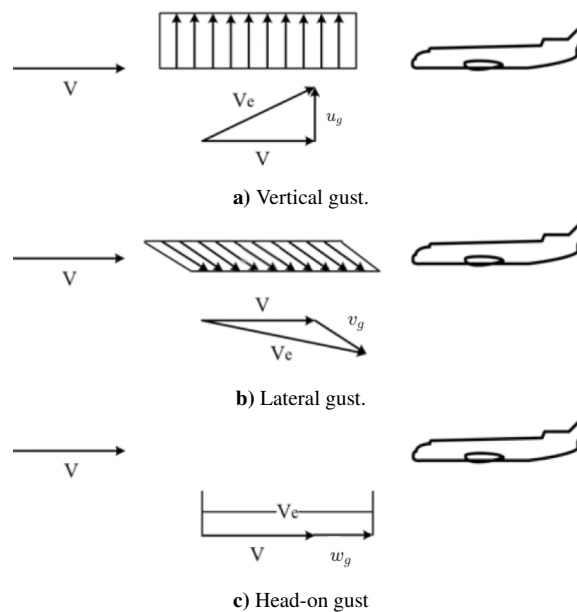 V
Ve
u_g
V
a) Vertical gust.
V
V
v_g
Ve
b) Lateral gust.
V
Ve
V
w_g
c) Head-on gust